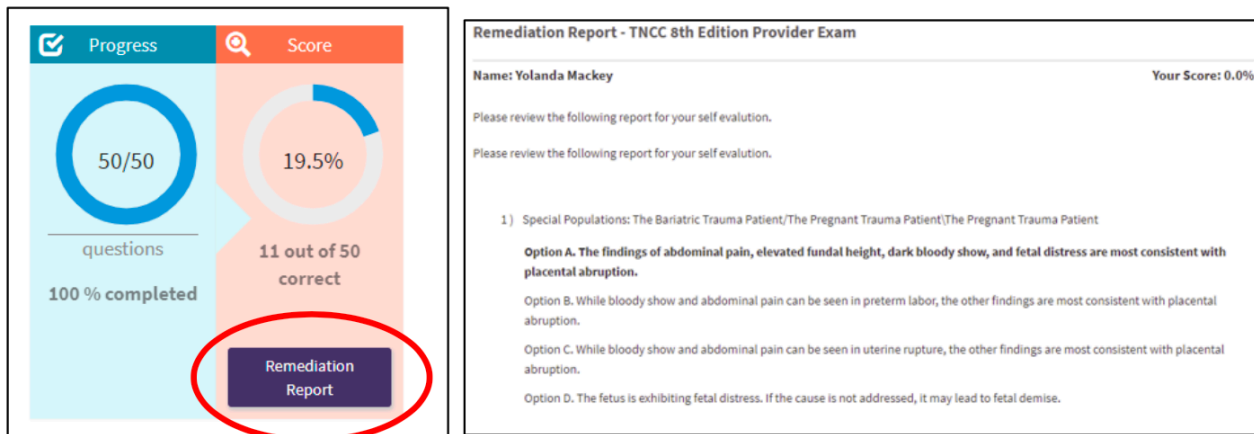 Progress
Score
50/50
19.5%
questions
11 out of 50
correct
100 % completed
Remediation
Report
Remediation Report - TNCC 8th Edition Provider Exam
Name: Yolanda Mackey
Your Score: 0.0%
Please review the following report for your self evalution.
Please review the following report for your self evalution.
1 ) Special Populations: The Bariatric Trauma Patient/The Pregnant Trauma Patient\The Pregnant Trauma Patient
Option A. The findings of abdominal pain, elevated fundal height, dark bloody show, and fetal distress are most consistent with
placental abruption.
Option B. While bloody show and abdominal pain can be seen in preterm labor, the other findings are most consistent with placental
abruption.
Option C. While bloody show and abdominal pain can be seen in uterine rupture, the other findings are most consistent with placental
abruption.
Option D. The fetus is exhibiting fetal distress. If the cause is not addressed, it may lead to fetal demise.